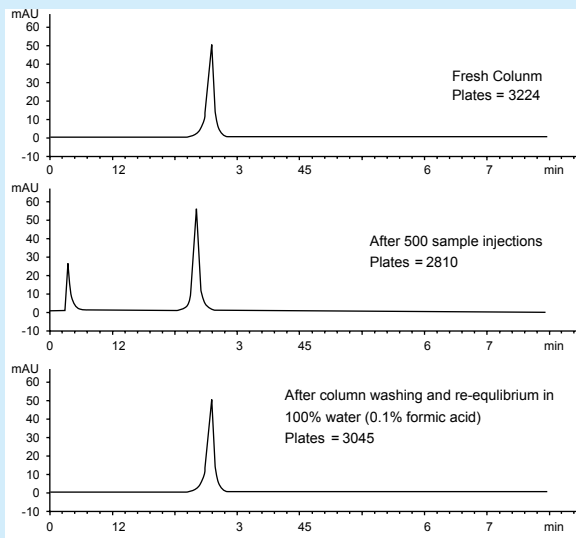 mAU
60
50
40
30
20
10
0
-10
Fresh Colunm
Plates = 3224
0 12 3 45 6 7 min
mAU
60
50
40
30
20
10
0
-10
After 500 sample injections
Plates = 2810
0 12 3 45 6 7 min
mAU
60
50
40
30
20
10
0
-10
After column washing and re-equlibrium in
100% water (0.1% formic acid)
Plates = 3045
0 12 3 45 6 7 min